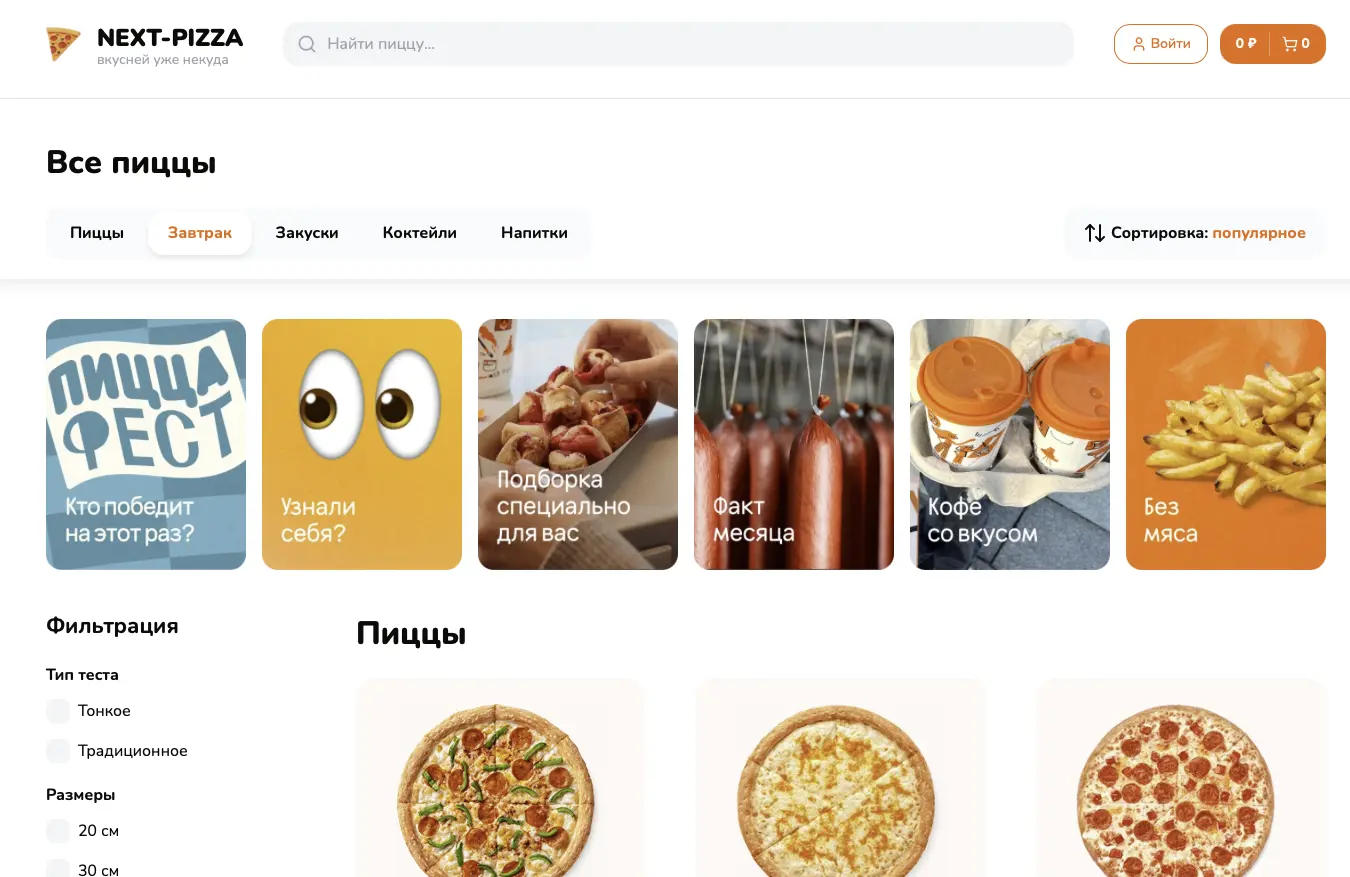 NEXT-PIZZA
вкусней уже некуда
Найти пиццу...
Войти
0 ₽
0
Все пиццы
Пиццы
Завтрак
Закуски
Коктейли
Напитки
Сортировка: популярное
ПИЦЦА
ФЕСТ
Кто победит
на этот раз?
Узнали
себя?
Подборка
специально
для вас
Факт
месяца
Кофе
со вкусом
Без
мяса
Фильтрация
Тип теста
Тонкое
Традиционное
Размеры
20 см
30 см
Пиццы